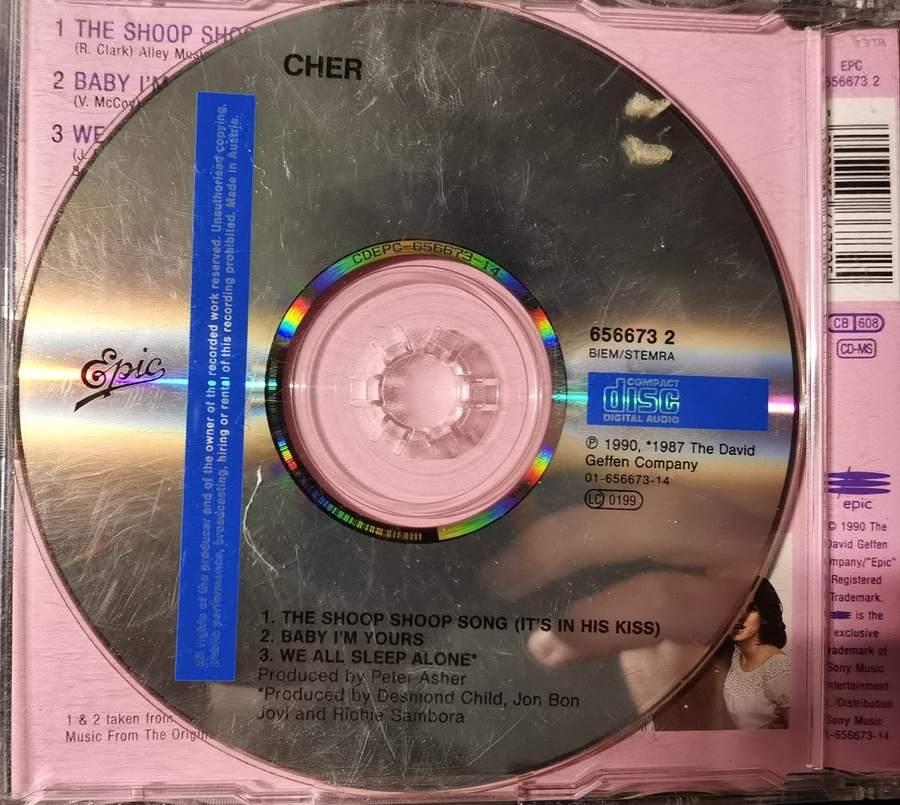 1 THE SHOOP SHOO
(R. Clark) Alley Mus
2 BABY I'M
(V. McCoy)
3 WE
CHER
All rights of the producer and of the owner of the recorded work reserved. Unauthorised copying,
public performance, broadcasting, hiring or rental of this recording prohibited. Made in Austria.
CDEPC-656673-14
Epic
656673 2
BIEM/STEMRA
COMPACT
disc
DIGITAL AUDIO
℗ 1990, *1987 The David
Geffen Company
01-656673-14
LC 0199
1. THE SHOOP SHOOP SONG (IT'S IN HIS KISS)
2. BABY I'M YOURS
3. WE ALL SLEEP ALONE*
Produced by Peter Asher
*Produced by Desmond Child, Jon Bon
Jovi and Richie Sambora
1 & 2 taken from
Music From The Origin
EPC
656673 2
CB 608
CD-MS
epic
© 1990 The
David Geffen
mpany/"Epic"
Registered
Trademark.
is the
exclusive
rademark of
Sony Music
ntertainment
c./Distribution
Sony Music
1-656673-14